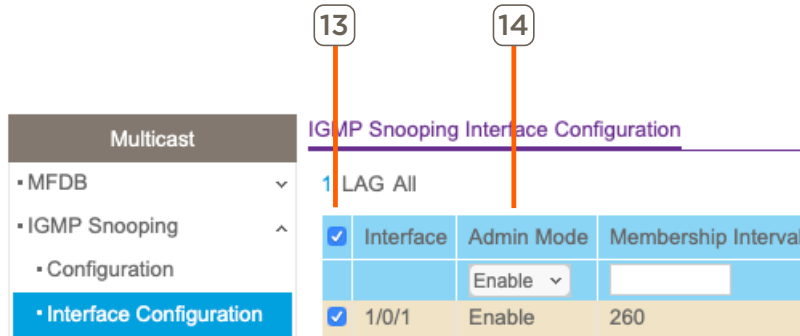 13 14
Multicast
MFDB
IGMP Snooping
Configuration
Interface Configuration
IGMP Snooping Interface Configuration
1 LAG All
Interface Admin Mode Membership Interval
Enable
1/0/1 Enable 260